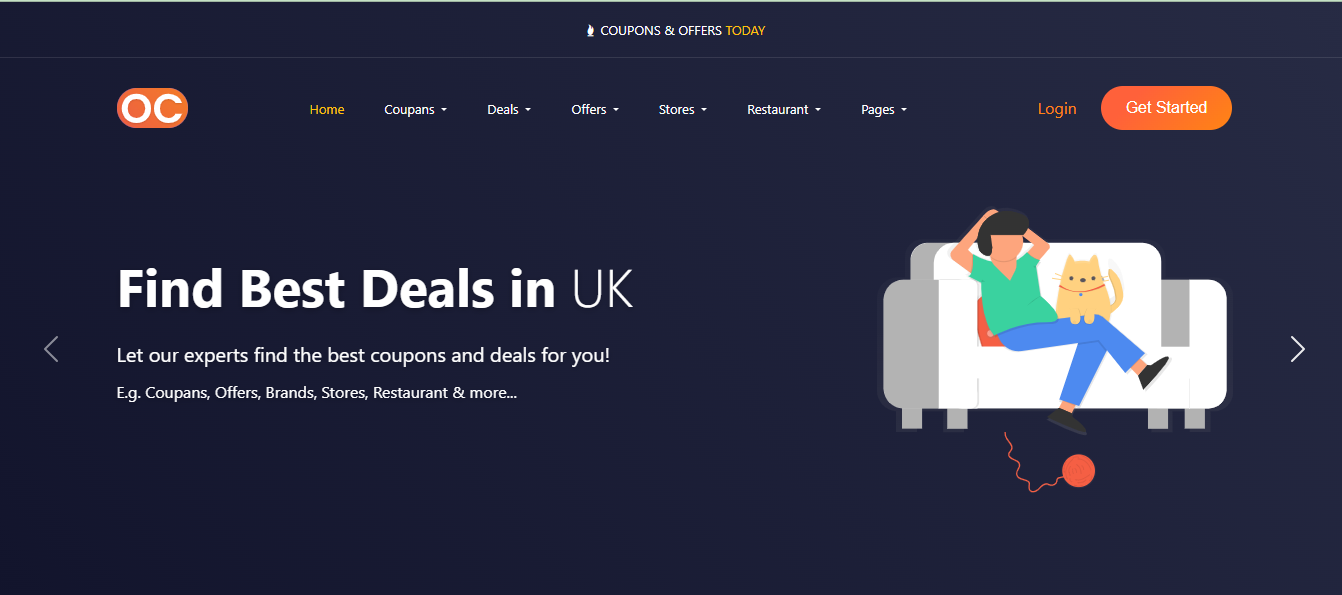 COUPONS & OFFERS TODAY
OC
Home
Coupans
Deals
Offers
Stores
Restaurant
Pages
Login
Get Started
Find Best Deals in UK
Let our experts find the best coupons and deals for you!
E.g. Coupans, Offers, Brands, Stores, Restaurant & more...